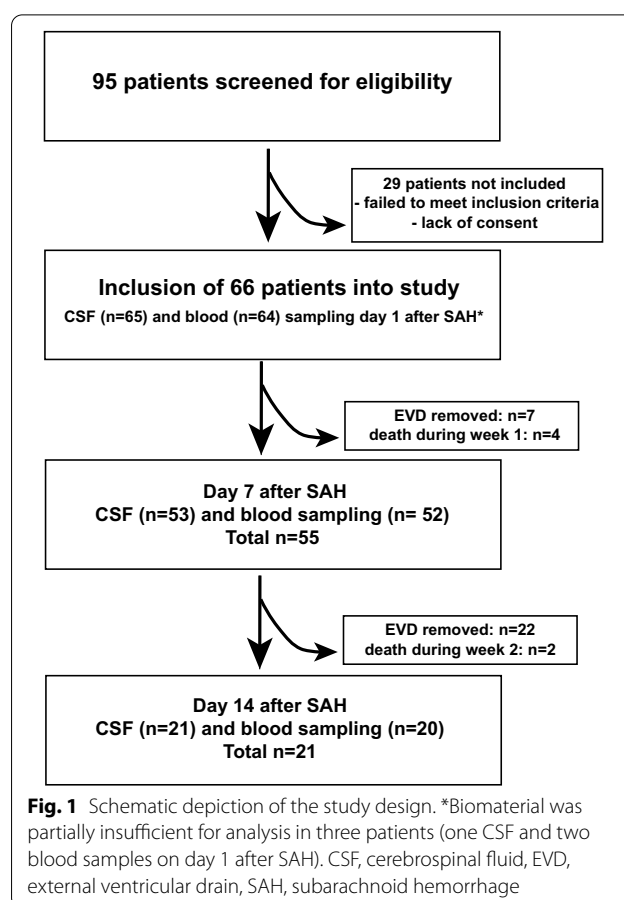 95 patients screened for eligibility
29 patients not included
- failed to meet inclusion criteria
- lack of consent
Inclusion of 66 patients into study
CSF (n=65) and blood (n=64) sampling day 1 after SAH*
EVD removed: n=7
death during week 1: n=4
Day 7 after SAH
CSF (n=53) and blood sampling (n= 52)
Total n=55
EVD removed: n=22
death during week 2: n=2
Day 14 after SAH
CSF (n=21) and blood sampling (n=20)
Total n=21
Fig. 1 Schematic depiction of the study design. *Biomaterial was
partially insufficient for analysis in three patients (one CSF and two
blood samples on day 1 after SAH). CSF, cerebrospinal fluid, EVD,
external ventricular drain, SAH, subarachnoid hemorrhage